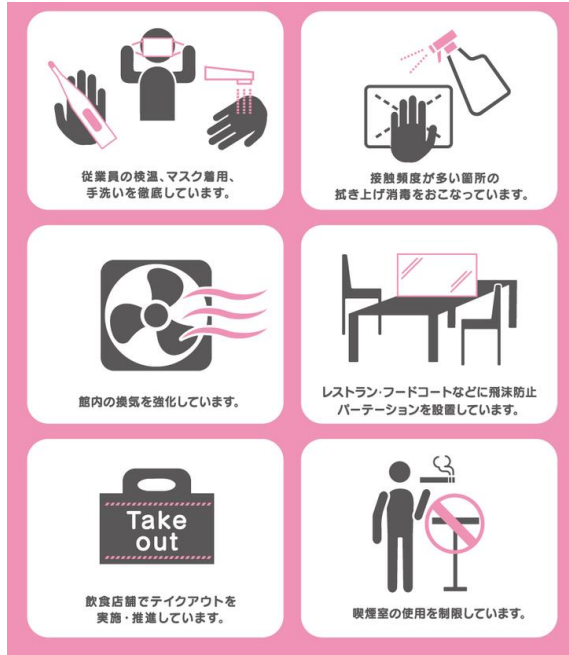 従業員の検温、マスク着用、
手洗いを徹底しています。
接触頻度が多い箇所の
拭き上げ消毒をおこなっています。
館内の換気を強化しています。
レストラン・フードコートなどに飛沫防止
パーテーションを設置しています。
Take
out
飲食店舗でテイクアウトを
実施・推進しています。
喫煙室の使用を制限しています。